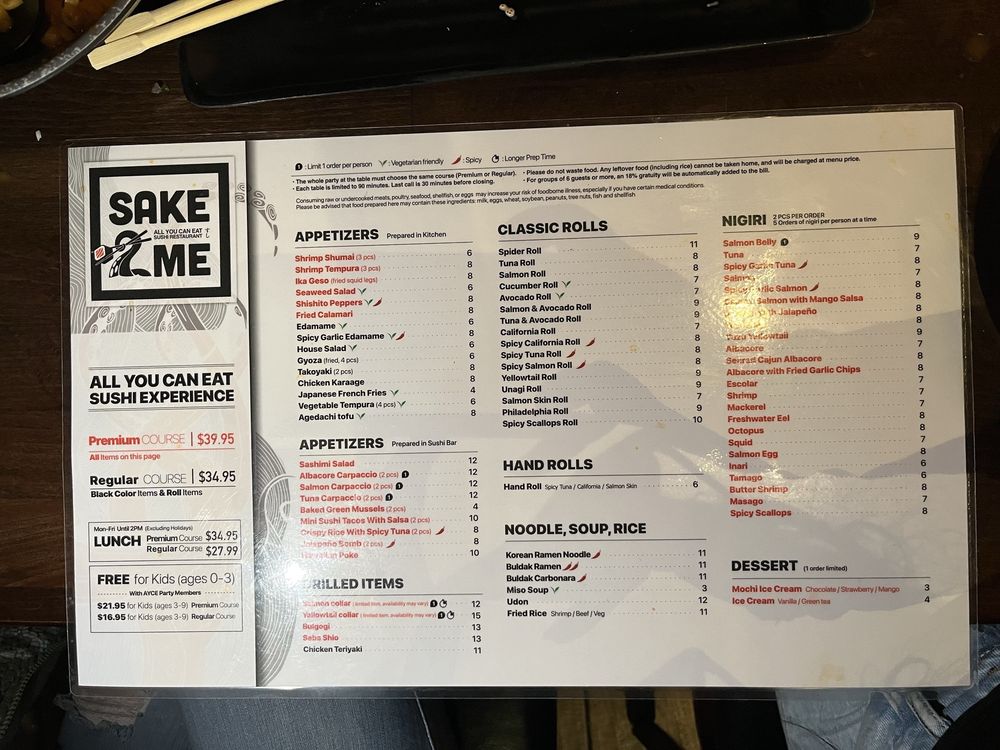 SAKE
ALL YOU CAN EAT
SUSHI RESTAURANT
2 ME
ALL YOU CAN EAT
SUSHI EXPERIENCE
Premium COURSE | $39.95
All Items on this page
Regular COURSE | $34.95
Black Color Items & Roll Items
Mon-Fri Until 2PM (Excluding Holidays)
LUNCH Premium Course $34.95
Regular Course $27.99
FREE for Kids (ages 0-3)
With AYCE Party Members
$21.95 for Kids (ages 3-9) Premium Course
$16.95 for Kids (ages 3-9) Regular Course
1 : Limit 1 order per person : Vegetarian friendly : Spicy : Longer Prep Time
• The whole party at the table must choose the same course (Premium or Regular). • Please do not waste food. Any leftover food (including rice) cannot be taken home, and will be charged at menu price.
• Each table is limited to 90 minutes. Last call is 30 minutes before closing. • For groups of 6 guests or more, an 18% gratuity will be automatically added to the bill.
Consuming raw or undercooked meats, poultry, seafood, shellfish, or eggs may increase your risk of foodborne illness, especially if you have certain medical conditions.
Please be advised that food prepared here may contain these ingredients: milk, eggs, wheat, soybean, peanuts, tree nuts, fish and shellfish
APPETIZERS Prepared in Kitchen
Shrimp Shumai (3 pcs) 6
Shrimp Tempura (3 pcs) 8
Ika Geso (fried squid legs) 8
Seaweed Salad 6
Shishito Peppers 8
Fried Calamari 8
Edamame 6
Spicy Garlic Edamame 8
House Salad 6
Gyoza (fried, 4 pcs) 6
Takoyaki (2 pcs) 8
Chicken Karaage 8
Japanese French Fries 4
Vegetable Tempura (4 pcs) 6
Agedachi tofu 8
APPETIZERS Prepared in Sushi Bar
Sashimi Salad 12
Albacore Carpaccio (2 pcs) 1 12
Salmon Carpaccio (2 pcs) 1 12
Tuna Carpaccio (2 pcs) 1 12
Baked Green Mussels (2 pcs) 4
Mini Sushi Tacos With Salsa (2 pcs) 10
Crispy Rice With Spicy Tuna (2 pcs) 8
Jalapeño Bomb (2 pcs) 8
Hawaiian Poke 10
GRILLED ITEMS
Salmon collar (limited item, availability may vary) 1 12
Yellowtail collar (limited item, availability may vary) 1 15
Bulgogi 13
Saba Shio 13
Chicken Teriyaki 11
CLASSIC ROLLS
Spider Roll 11
Tuna Roll 8
Salmon Roll 8
Cucumber Roll 7
Avocado Roll 7
Salmon & Avocado Roll 9
Tuna & Avocado Roll 9
California Roll 7
Spicy California Roll 8
Spicy Tuna Roll 8
Spicy Salmon Roll 8
Yellowtail Roll 9
Unagi Roll 9
Salmon Skin Roll 7
Philadelphia Roll 9
Spicy Scallops Roll 10
HAND ROLLS
Hand Roll Spicy Tuna / California / Salmon Skin 6
NOODLE, SOUP, RICE
Korean Ramen Noodle 11
Buldak Ramen 11
Buldak Carbonara 11
Miso Soup 3
Udon 12
Fried Rice Shrimp / Beef / Veg 11
NIGIRI 2 PCS PER ORDER
5 Orders of nigiri per person at a time
Salmon Belly 1 9
Tuna 7
Spicy Garlic Tuna 8
Salmon 7
Spicy Garlic Salmon 8
Salmon with Mango Salsa 8
with Jalapeño 8
8
Yuzu Yellowtail 9
Albacore 7
Seared Cajun Albacore 8
Albacore with Fried Garlic Chips 8
Escolar 8
Shrimp 7
Mackerel 7
Freshwater Eel 8
Octopus 8
Squid 7
Salmon Egg 8
Inari 6
Tamago 6
Butter Shrimp 8
Masago 7
Spicy Scallops 8
DESSERT (1 order limited)
Mochi Ice Cream Chocolate / Strawberry / Mango 3
Ice Cream Vanilla / Green tea 4